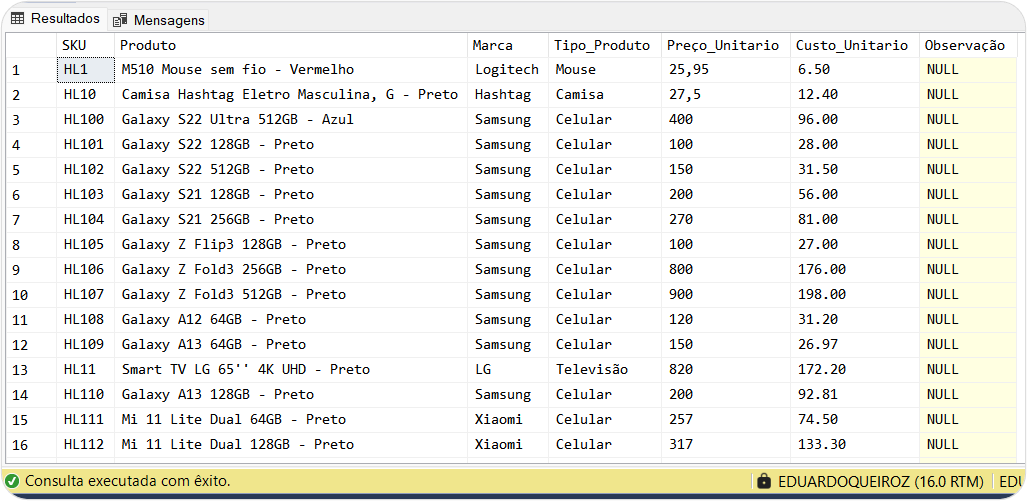 Resultados Mensagens
SKU Produto Marca Tipo_Produto Preço_Unitario Custo_Unitario Observação
1 HL1 M510 Mouse sem fio - Vermelho Logitech Mouse 25,95 6.50 NULL
2 HL10 Camisa Hashtag Eletro Masculina, G - Preto Hashtag Camisa 27,5 12.40 NULL
3 HL100 Galaxy S22 Ultra 512GB - Azul Samsung Celular 400 96.00 NULL
4 HL101 Galaxy S22 128GB - Preto Samsung Celular 100 28.00 NULL
5 HL102 Galaxy S22 512GB - Preto Samsung Celular 150 31.50 NULL
6 HL103 Galaxy S21 128GB - Preto Samsung Celular 200 56.00 NULL
7 HL104 Galaxy S21 256GB - Preto Samsung Celular 270 81.00 NULL
8 HL105 Galaxy Z Flip3 128GB - Preto Samsung Celular 100 27.00 NULL
9 HL106 Galaxy Z Fold3 256GB - Preto Samsung Celular 800 176.00 NULL
10 HL107 Galaxy Z Fold3 512GB - Preto Samsung Celular 900 198.00 NULL
11 HL108 Galaxy A12 64GB - Preto Samsung Celular 120 31.20 NULL
12 HL109 Galaxy A13 64GB - Preto Samsung Celular 150 26.97 NULL
13 HL11 Smart TV LG 65'' 4K UHD - Preto LG Televisão 820 172.20 NULL
14 HL110 Galaxy A13 128GB - Preto Samsung Celular 200 92.81 NULL
15 HL111 Mi 11 Lite Dual 64GB - Preto Xiaomi Celular 257 74.50 NULL
16 HL112 Mi 11 Lite Dual 128GB - Preto Xiaomi Celular 317 133.30 NULL
Consulta executada com êxito. EDUARDOQUEIROZ (16.0 RTM)